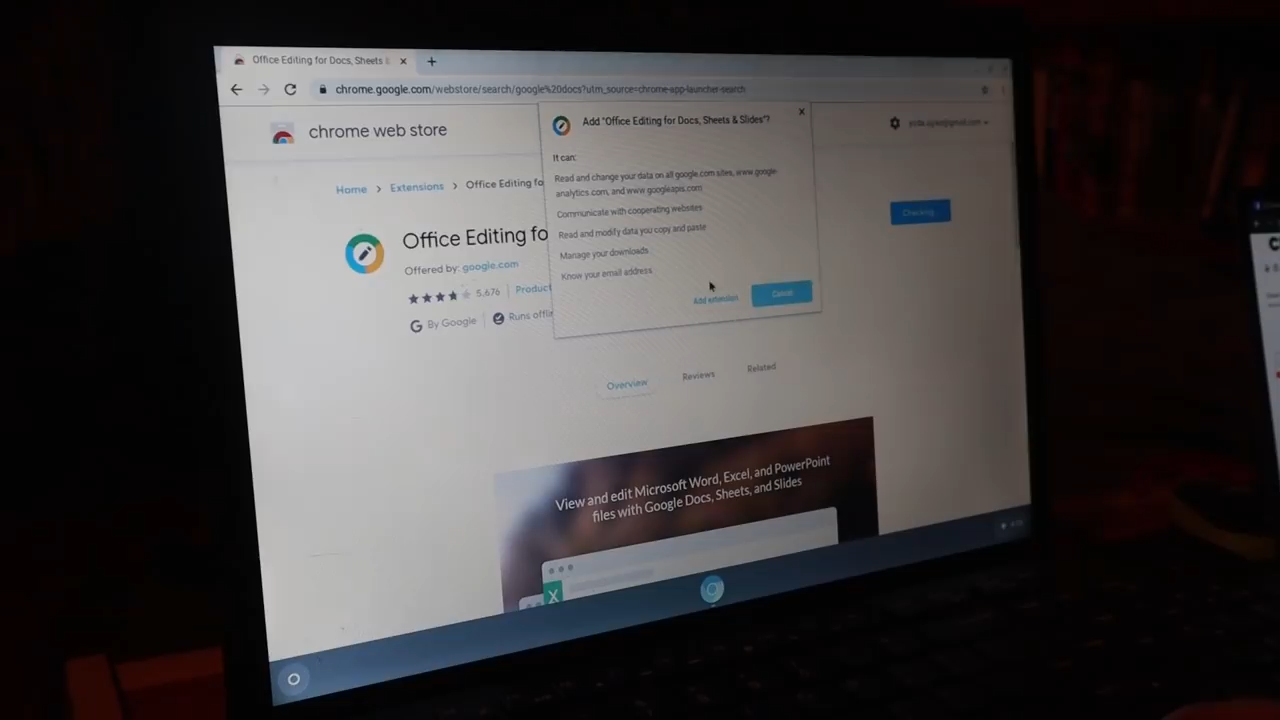 Office Editing for Docs, Sheets &
chrome.google.com/webstore/search/google%20docs?utm_source=chrome-app-launcher-search
chrome web store
Home > Extensions > Office Editing fo
Office Editing fo
Offered by: google.com
5,676 | Product
By Google | Runs offlin
Add "Office Editing for Docs, Sheets & Slides"?
It can:
Read and change your data on all google.com sites, www.google-
analytics.com, and www.googleapis.com
Communicate with cooperating websites
Read and modify data you copy and paste
Manage your downloads
Know your email address
Add extension
Cancel
Checking
Overview
Reviews
Related
View and edit Microsoft Word, Excel, and PowerPoint
files with Google Docs, Sheets, and Slides
X